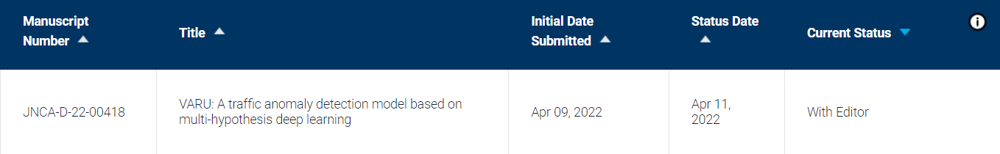 Manuscript
Number
Title
Initial Date
Submitted
Status Date
Current Status
i
JNCA-D-22-00418
VARU: A traffic anomaly detection model based on
multi-hypothesis deep learning
Apr 09, 2022
Apr 11,
2022
With Editor